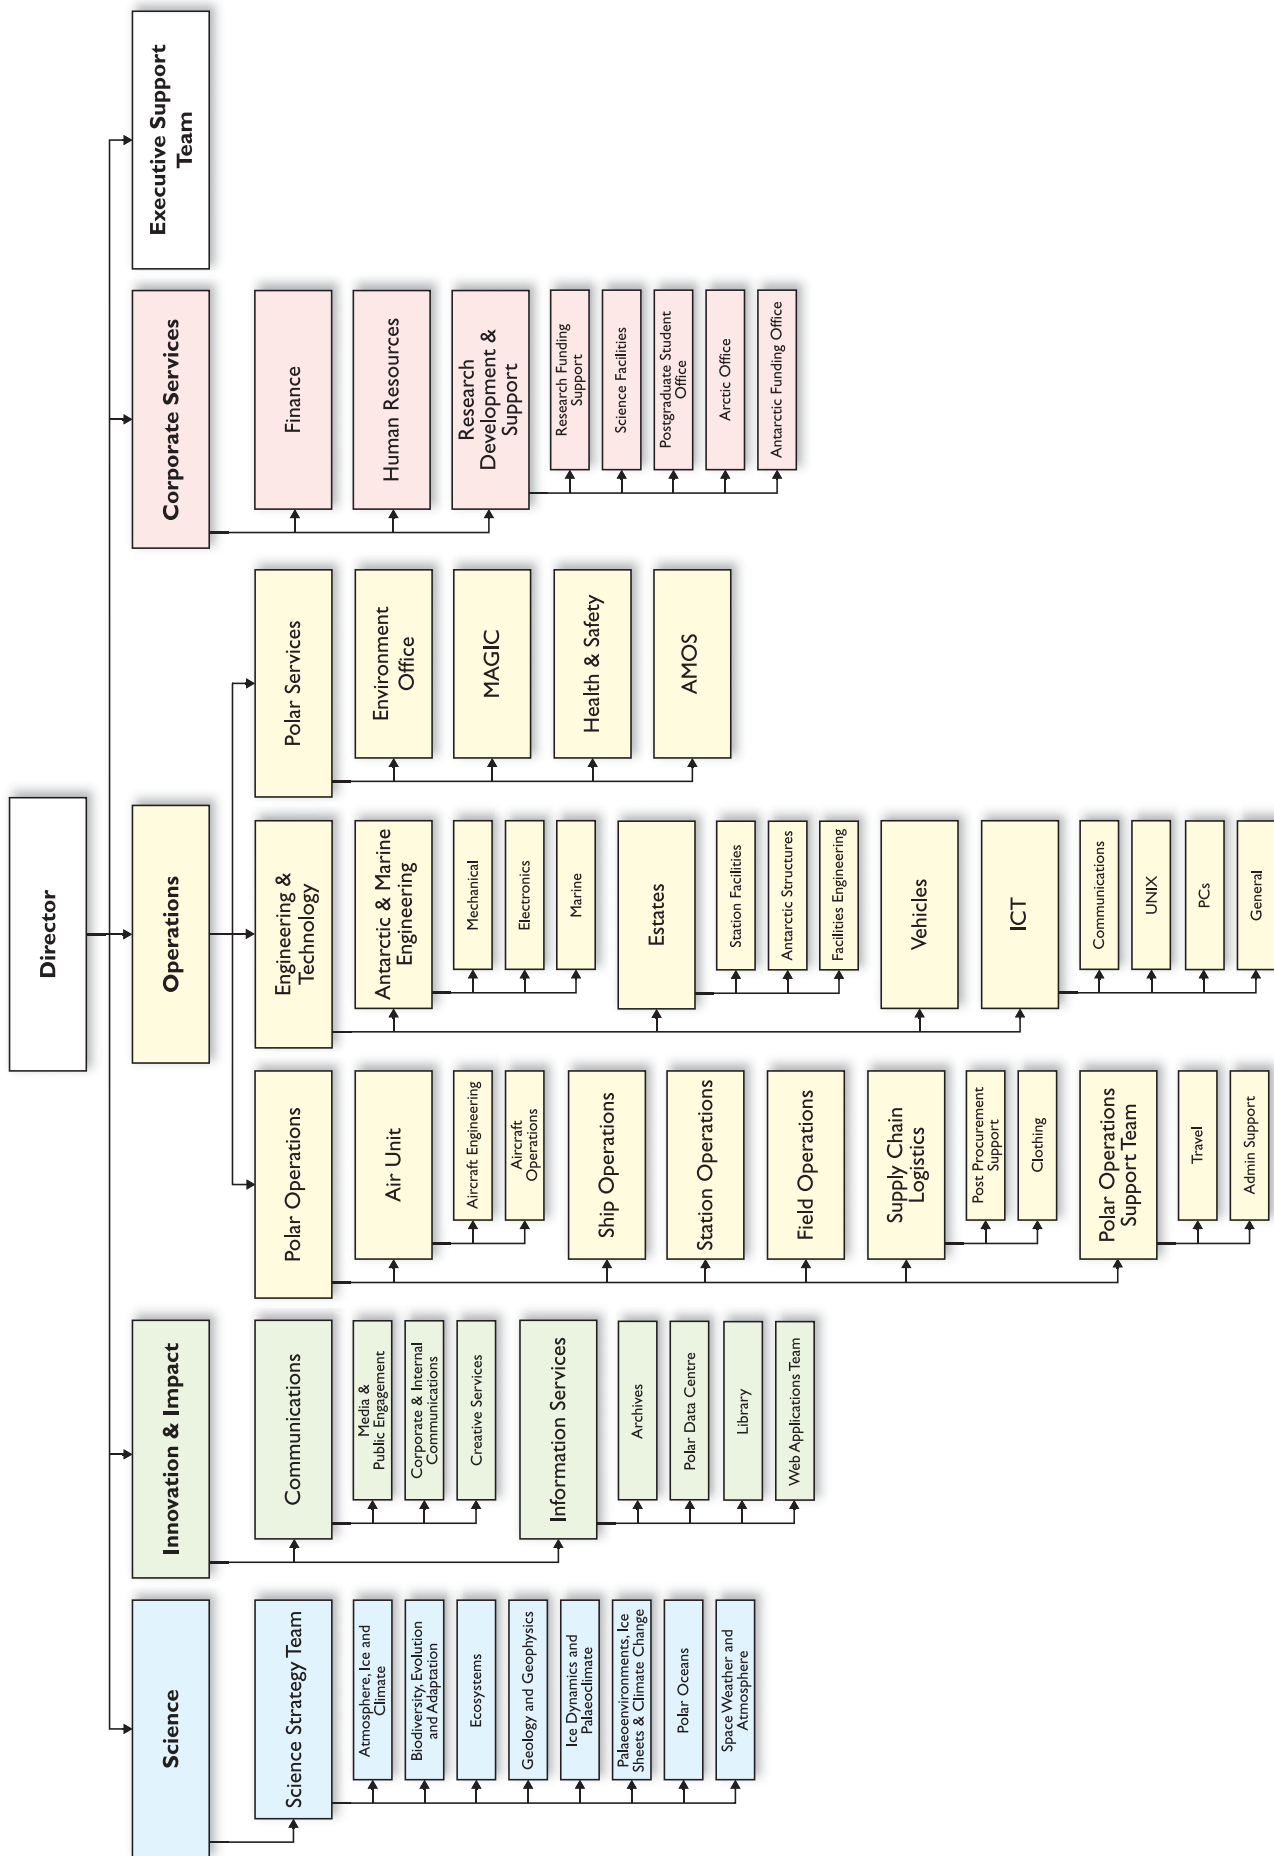 Director
Science
Innovation & Impact
Operations
Corporate Services
Executive Support
Team
Science Strategy Team
Atmosphere, Ice and
Climate
Biodiversity, Evolution
and Adaptation
Ecosystems
Geology and Geophysics
Ice Dynamics and
Palaeoclimate
Palaeoenvironments, Ice
Sheets & Climate Change
Polar Oceans
Space Weather and
Atmosphere
Communications
Media &
Public Engagement
Corporate & Internal
Communications
Creative Services
Information Services
Archives
Polar Data Centre
Library
Web Applications Team
Polar Operations
Air Unit
Aircraft Engineering
Aircraft
Operations
Ship Operations
Station Operations
Field Operations
Supply Chain
Logistics
Post Procurement
Support
Clothing
Polar Operations
Support Team
Travel
Admin Support
Engineering &
Technology
Antarctic & Marine
Engineering
Mechanical
Electronics
Marine
Estates
Station Facilities
Antarctic Structures
Facilities Engineering
Vehicles
ICT
Communications
UNIX
PCs
General
Polar Services
Environment
Office
MAGIC
Health & Safety
AMOS
Finance
Human Resources
Research
Development &
Support
Research Funding
Support
Science Facilities
Postgraduate Student
Office
Arctic Office
Antarctic Funding Office